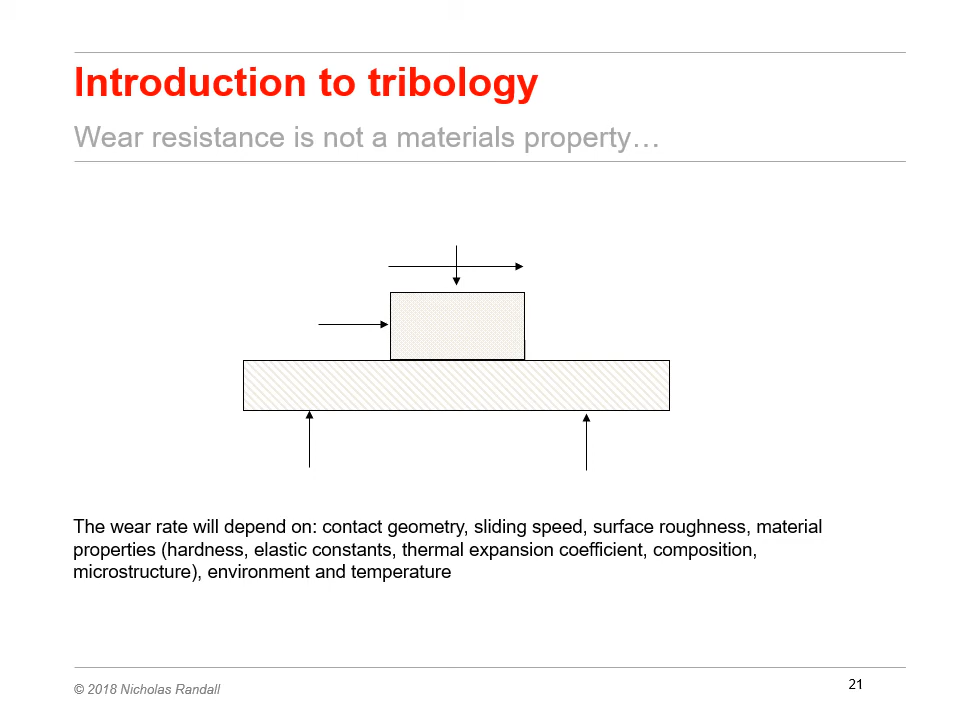 Introduction to tribology
Wear resistance is not a materials property…
The wear rate will depend on: contact geometry, sliding speed, surface roughness, material
properties (hardness, elastic constants, thermal expansion coefficient, composition,
microstructure), environment and temperature
© 2018 Nicholas Randall
21